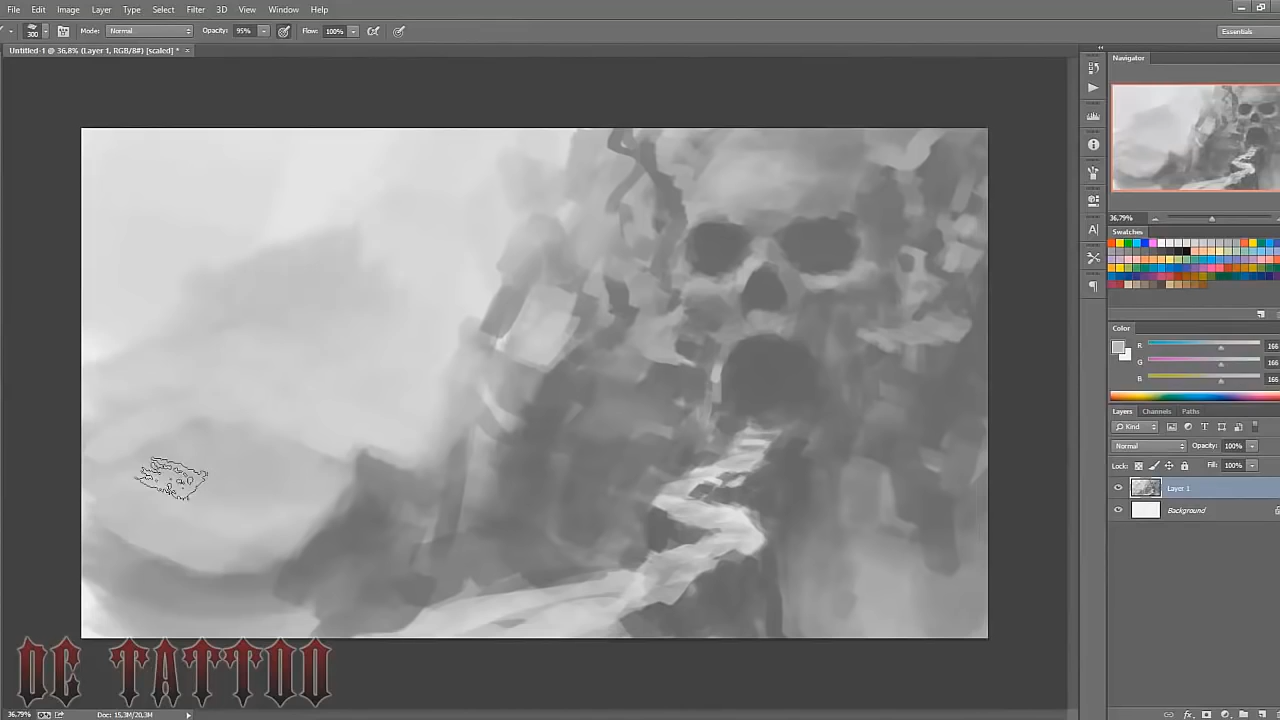 File Edit Image Layer Type Select Filter 3D View Window Help
300 Mode: Normal Opacity: 95% Flow: 100% Essentials
Untitled-1 @ 36,8% (Layer 1, RGB/8#) [scaled] * ×
Navigator
36.79%
Swatches
Color
R 166
G 166
B 166
Layers Channels Paths
Kind
Normal Opacity: 100%
Lock: Fill: 100%
Layer 1
Background
DC TATTOO
36.79% Doc: 15,3M/20,3M
fx